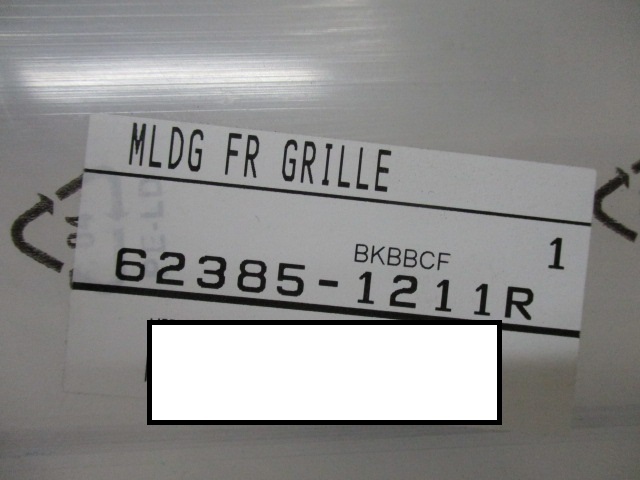 MLDG FR GRILLE
BKBBCF 1
62385-1211R